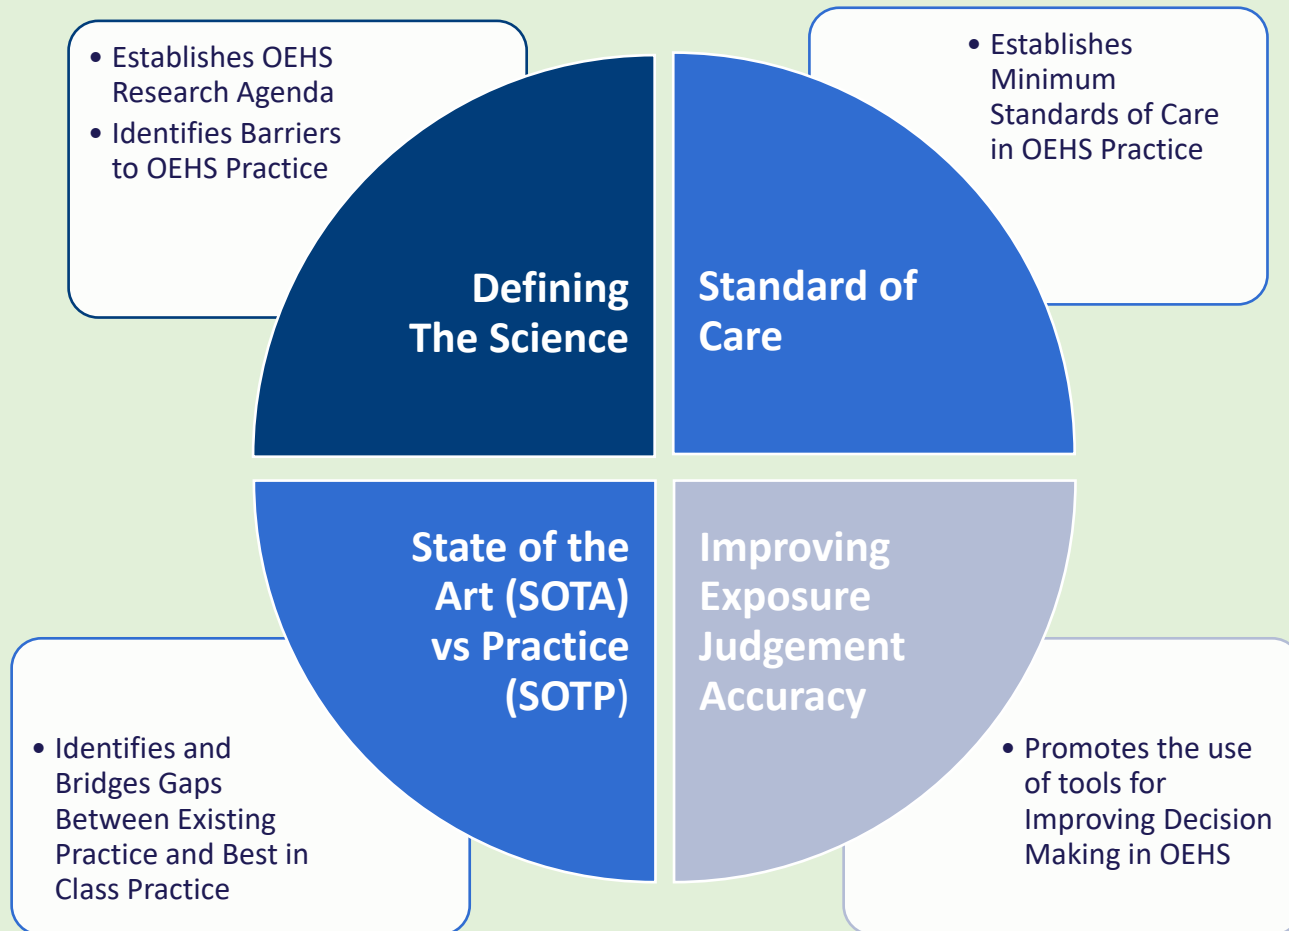 • Establishes OEHS
Research Agenda
• Identifies Barriers
to OEHS Practice
• Establishes
Minimum
Standards of Care
in OEHS Practice
Defining
The Science
Standard of
Care
State of the
Art (SOTA)
vs Practice
(SOTP)
Improving
Exposure
Judgement
Accuracy
• Identifies and
Bridges Gaps
Between Existing
Practice and Best in
Class Practice
• Promotes the use
of tools for
Improving Decision
Making in OEHS